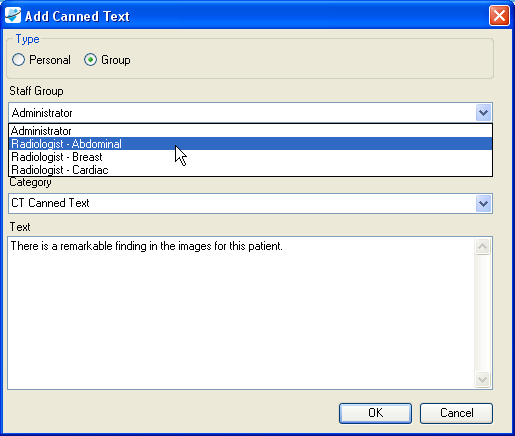 Add Canned Text
Type
Personal
Group
Staff Group
Administrator
Administrator
Radiologist - Abdominal
Radiologist - Breast
Radiologist - Cardiac
Category
CT Canned Text
Text
There is a remarkable finding in the images for this patient.
OK
Cancel